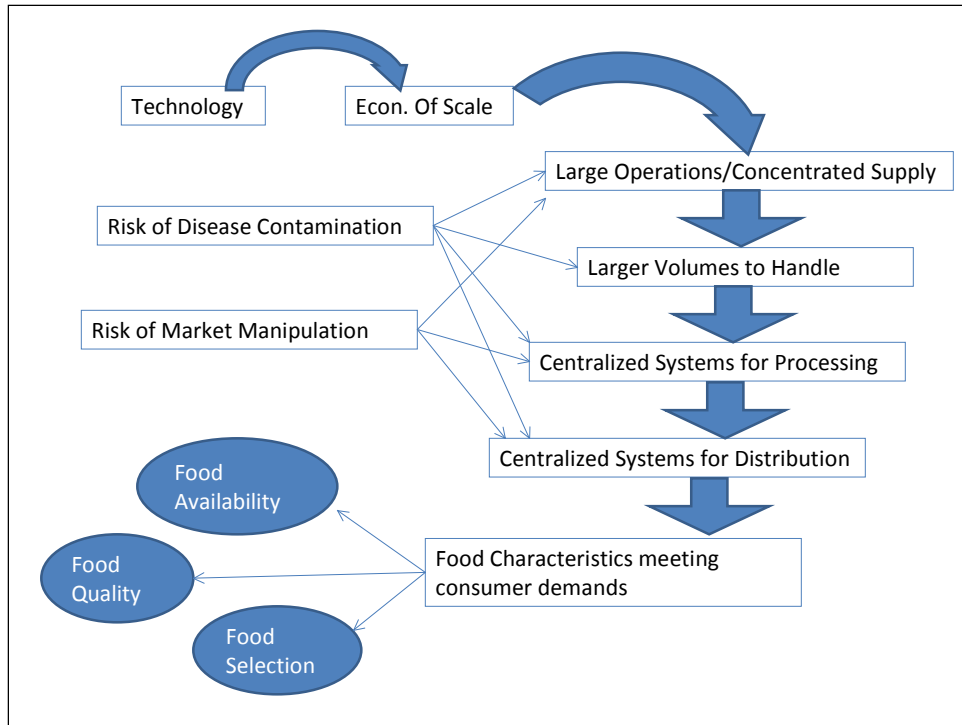 Technology
Econ. Of Scale
Large Operations/Concentrated Supply
Risk of Disease Contamination
Larger Volumes to Handle
Risk of Market Manipulation
Centralized Systems for Processing
Centralized Systems for Distribution
Food
Availability
Food Characteristics meeting
consumer demands
Food
Quality
Food
Selection